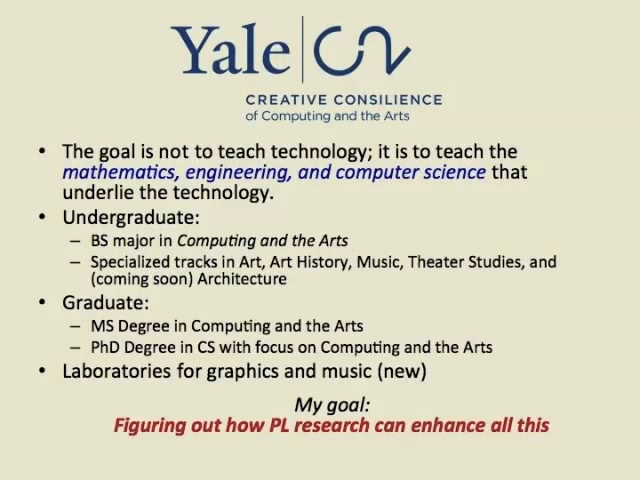 Yale
CREATIVE CONSILIENCE
of Computing and the Arts
• The goal is not to teach technology; it is to teach the
mathematics, engineering, and computer science that
underlie the technology.
• Undergraduate:
– BS major in Computing and the Arts
– Specialized tracks in Art, Art History, Music, Theater Studies, and
(coming soon) Architecture
• Graduate:
– MS Degree in Computing and the Arts
– PhD Degree in CS with focus on Computing and the Arts
• Laboratories for graphics and music (new)
My goal:
Figuring out how PL research can enhance all this